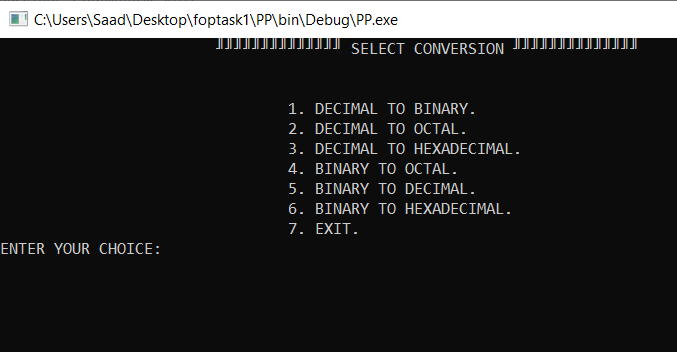 C:\Users\Saad\Desktop\foptask1\PP\bin\Debug\PP.exe
╝╝╝╝╝╝╝╝╝╝╝╝╝╝ SELECT CONVERSION ╝╝╝╝╝╝╝╝╝╝╝╝╝╝
1. DECIMAL TO BINARY.
2. DECIMAL TO OCTAL.
3. DECIMAL TO HEXADECIMAL.
4. BINARY TO OCTAL.
5. BINARY TO DECIMAL.
6. BINARY TO HEXADECIMAL.
7. EXIT.
ENTER YOUR CHOICE: